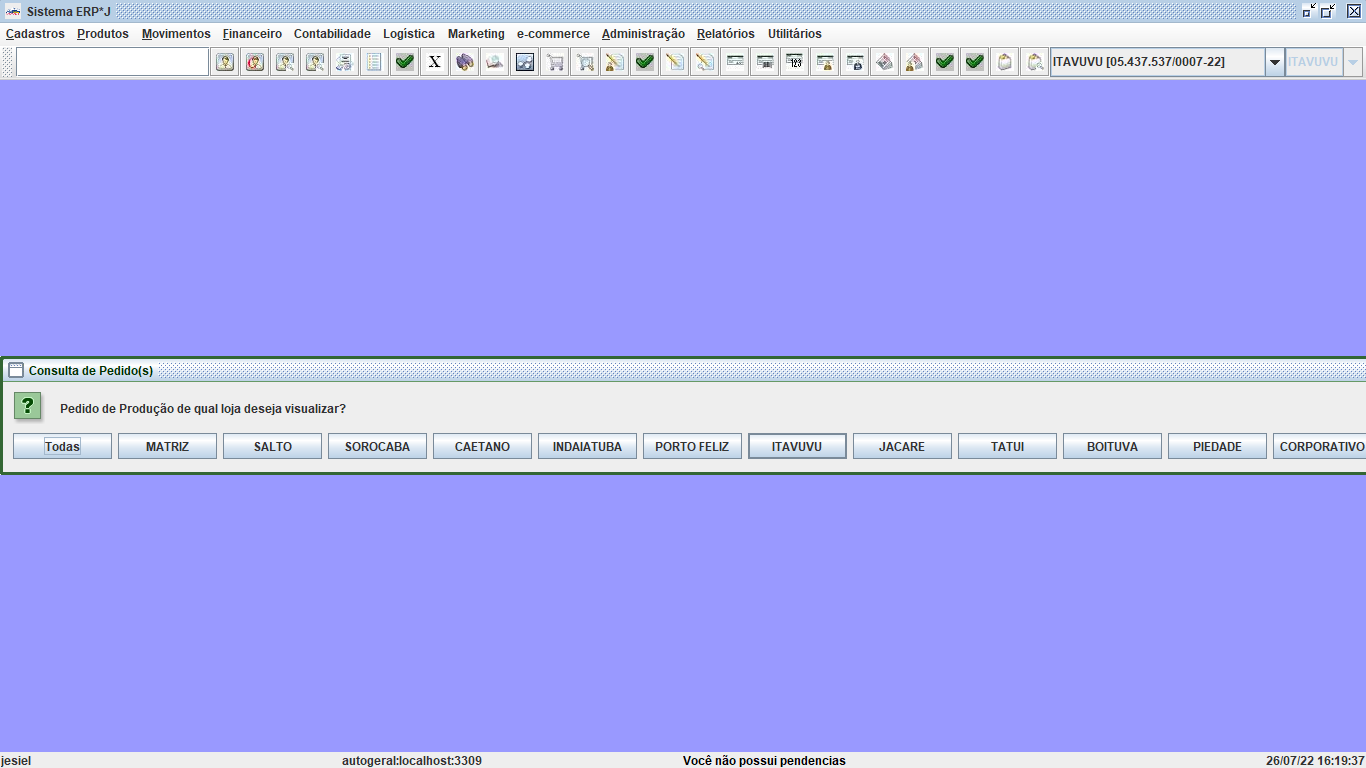 Sistema ERP*J
Cadastros Produtos Movimentos Financeiro Contabilidade Logística Marketing e-commerce Administração Relatórios Utilitários
X 123 ITAVUVU [05.437.537/0007-22] ITAVUVU
Consulta de Pedido(s)
? Pedido de Produção de qual loja deseja visualizar?
Todas MATRIZ SALTO SOROCABA CAETANO INDAIATUBA PORTO FELIZ ITAVUVU JACARE TATUI BOITUVA PIEDADE CORPORATIVO
jesiel autogeral:localhost:3309 Você não possui pendencias 26/07/22 16:19:37